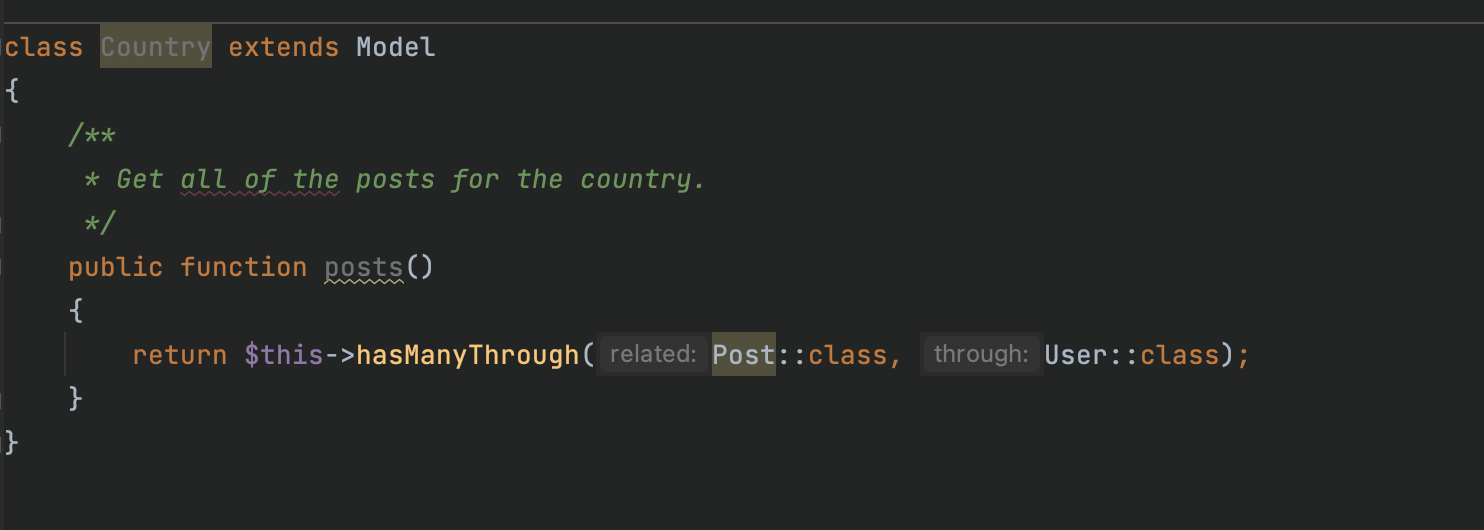 class Country extends Model
{
/**
* Get all of the posts for the country.
*/
public function posts()
{
return $this->hasManyThrough( related: Post::class, through: User::class);
}
}